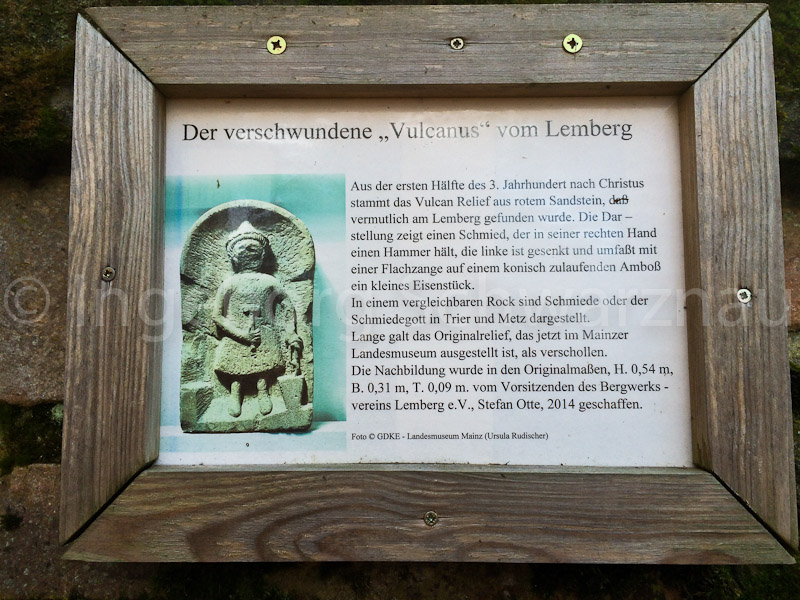 Der verschwundene „Vulcanus“ vom Lemberg
Aus der ersten Hälfte des 3. Jahrhundert nach Christus
stammt das Vulcan Relief aus rotem Sandstein, daß
vermutlich am Lemberg gefunden wurde. Die Dar –
stellung zeigt einen Schmied, der in seiner rechten Hand
einen Hammer hält, die linke ist gesenkt und umfaßt mit
einer Flachzange auf einem konisch zulaufenden Amboß
ein kleines Eisenstück.
In einem vergleichbaren Rock sind Schmiede oder der
Schmiedegott in Trier und Metz dargestellt.
Lange galt das Originalrelief, das jetzt im Mainzer
Landesmuseum ausgestellt ist, als verschollen.
Die Nachbildung wurde in den Originalmaßen, H. 0,54 m,
B. 0,31 m, T. 0,09 m. vom Vorsitzenden des Bergwerks -
vereins Lemberg e.V., Stefan Otte, 2014 geschaffen.
Foto © GDKE - Landesmuseum Mainz (Ursula Rudischer)